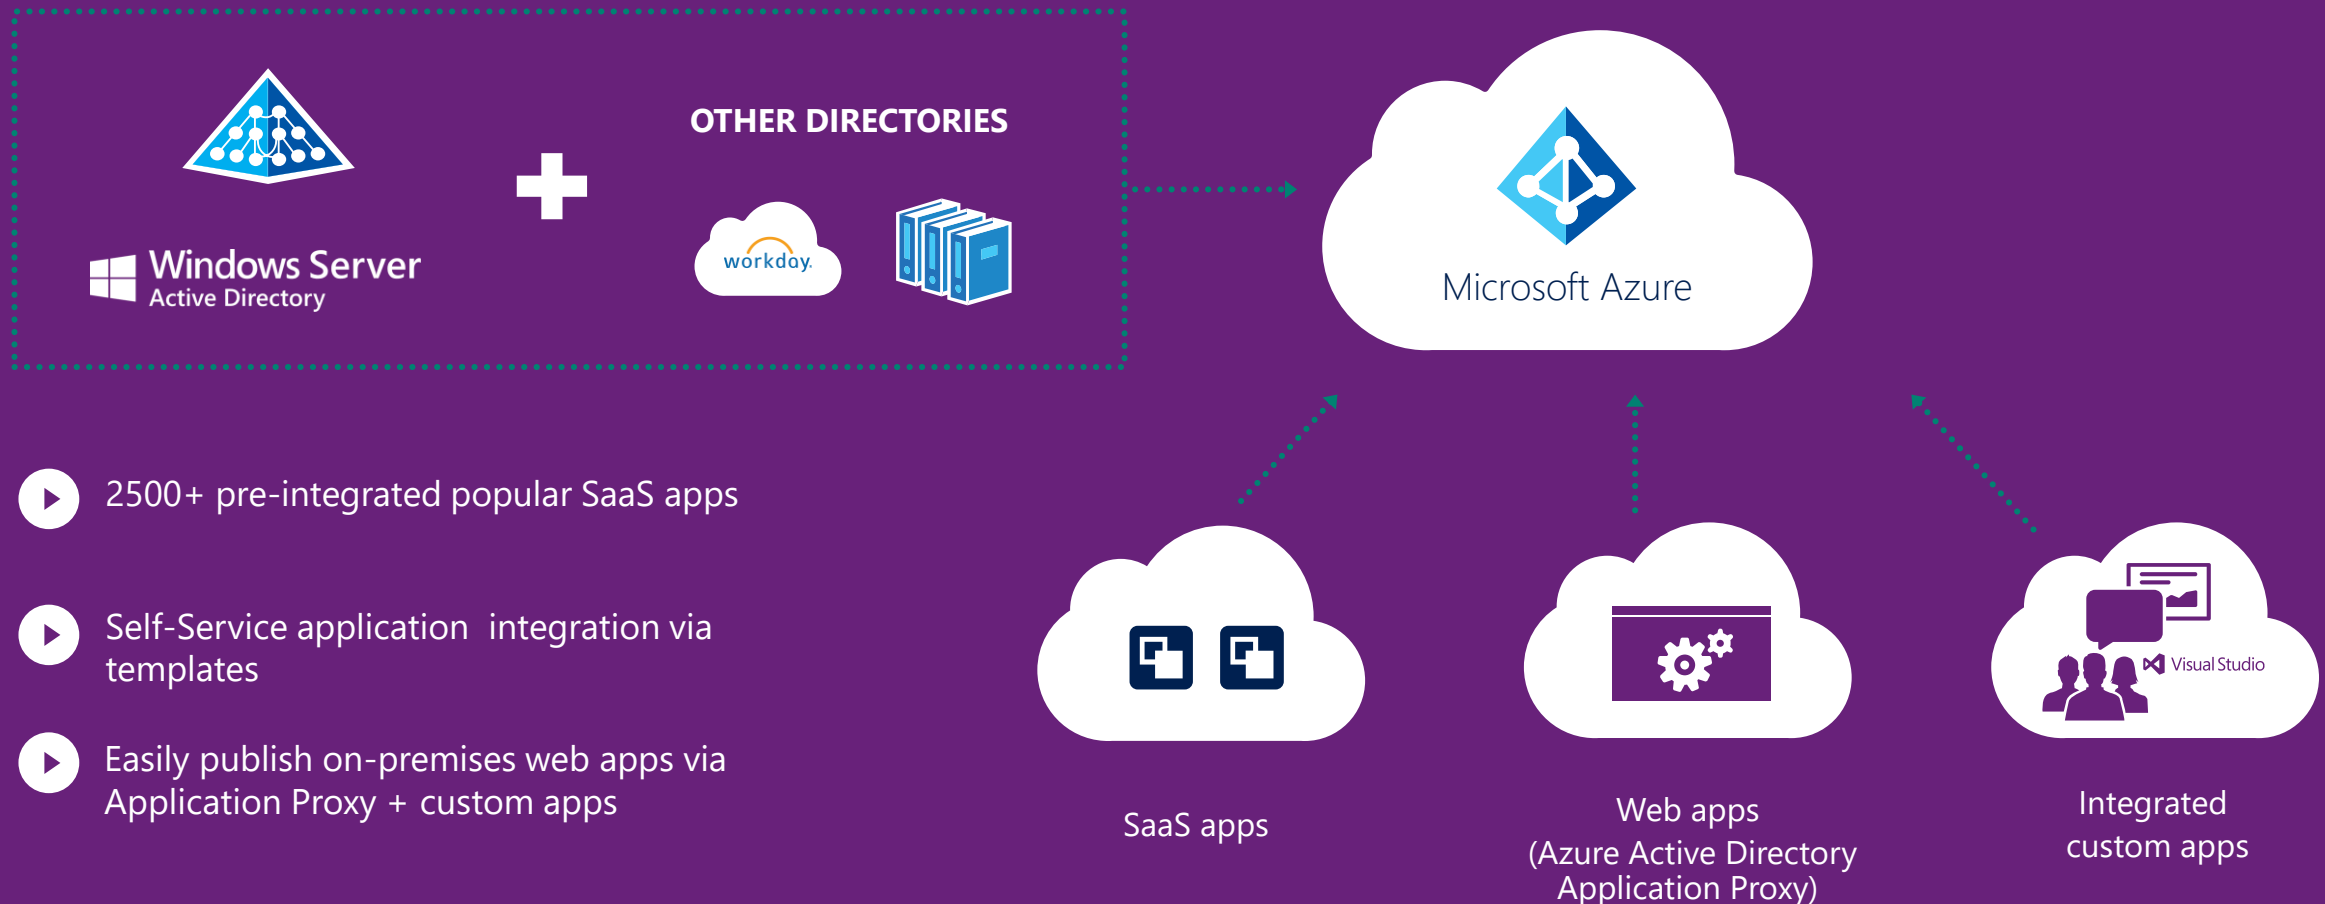 OTHER DIRECTORIES
Windows Server
Active Directory
workday.
Microsoft Azure
2500+ pre-integrated popular SaaS apps
Self-Service application  integration via
templates
Easily publish on-premises web apps via
Application Proxy + custom apps
SaaS apps
Web apps
(Azure Active Directory
Application Proxy)
Visual Studio
Integrated
custom apps